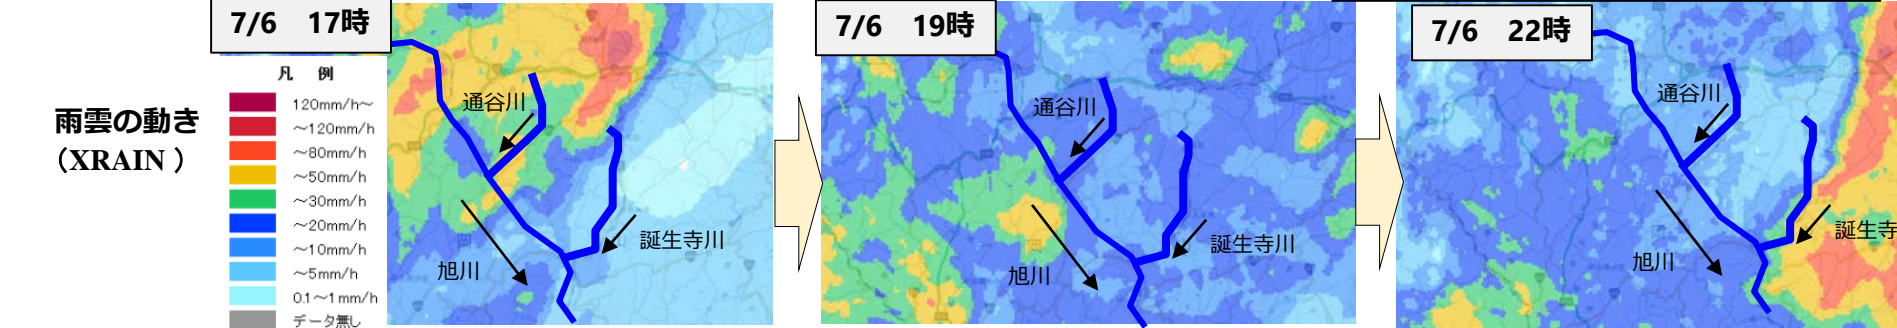 雨雲の動き
（XRAIN ）
7/6　17時
凡　例
120mm/h～
～120mm/h
～80mm/h
～50mm/h
～30mm/h
～20mm/h
～10mm/h
～5mm/h
0.1～1mm/h
データ無し
通谷川
誕生寺川
旭川
7/6　19時
通谷川
誕生寺川
旭川
7/6　22時
通谷川
誕生寺
旭川